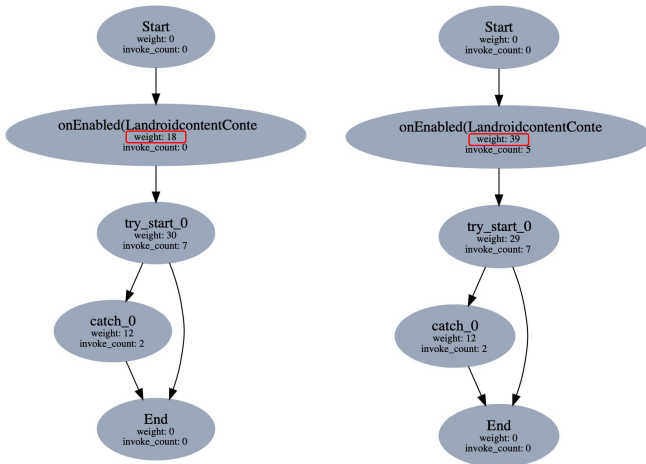 Start
weight: 0
invoke_count: 0
onEnabled(LandroidcontentConte
weight: 18
invoke_count: 0
try_start_0
weight: 30
invoke_count: 7
catch_0
weight: 12
invoke_count: 2
End
weight: 0
invoke_count: 0
Start
weight: 0
invoke_count: 0
onEnabled(LandroidcontentConte
weight: 39
invoke_count: 5
try_start_0
weight: 29
invoke_count: 7
catch_0
weight: 12
invoke_count: 2
End
weight: 0
invoke_count: 0